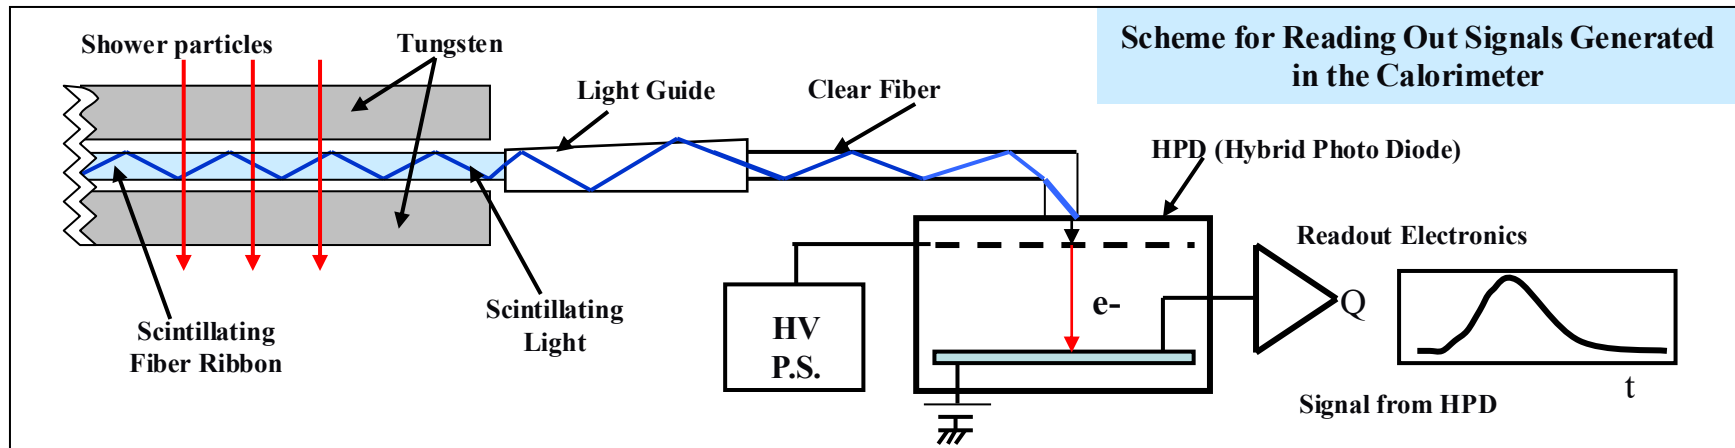 Scheme for Reading Out Signals Generated
in the Calorimeter
Shower particles
Tungsten
Light Guide
Clear Fiber
HPD (Hybrid Photo Diode)
Scintillating
Fiber Ribbon
Scintillating
Light
HV
P.S.
e-
Readout Electronics
Q
t
Signal from HPD